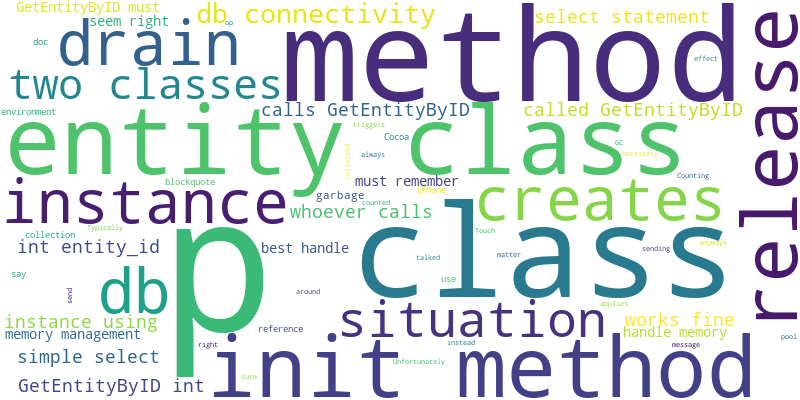 GetEntityByID must
seem right
db connectivity
op
select statement
drain
method
release
doc
effect
two classes
environment
calls GetEntityByID
called GetEntityByID
entity class
triggers
Cocoa
GC
collected
always
necessary
blockquote
must remember
Counting
instance
garbage
iPhone
creates
counted
whoever calls
Typically
collection
Touch
int entity_id
best handle
p
class
sending
anyways
talked
matter
say
db
use
send
around
applies
instance using
situation
works fine
reference
handle memory
memory management
pool
right
instead
message
simple select
init method
Unfortunately
sure
GetEntityByID int